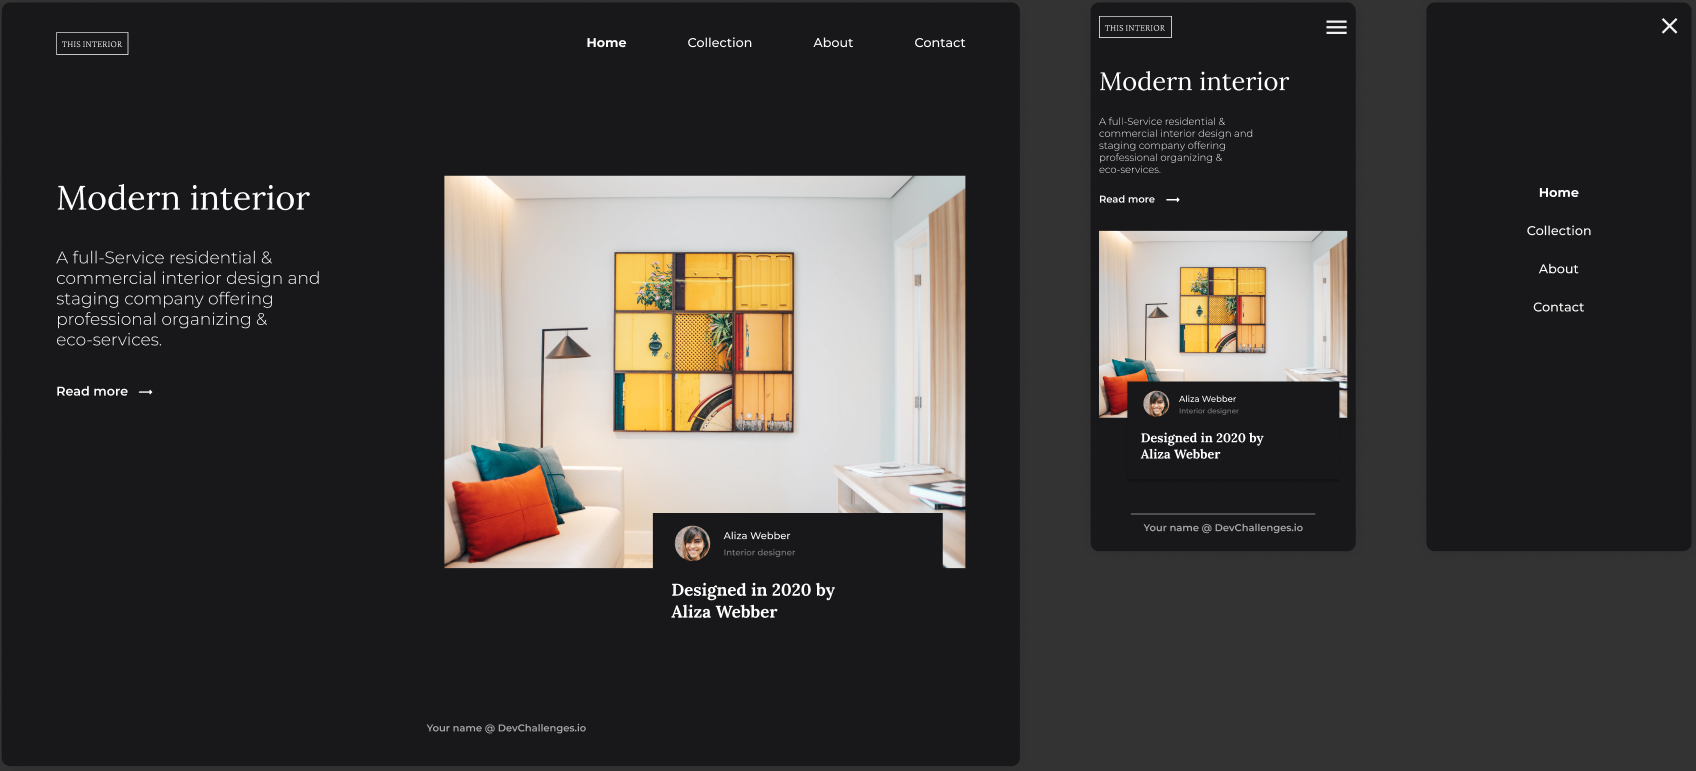 THIS INTERIOR
Home Collection About Contact
Modern interior
A full-Service residential &
commercial interior design and
staging company offering
professional organizing &
eco-services.
Read more
Aliza Webber
Interior designer
Designed in 2020 by
Aliza Webber
Your name @ DevChallenges.io
THIS INTERIOR
Modern interior
A full-Service residential &
commercial interior design and
staging company offering
professional organizing &
eco-services.
Read more
Aliza Webber
Interior designer
Designed in 2020 by
Aliza Webber
Your name @ DevChallenges.io
Home
Collection
About
Contact